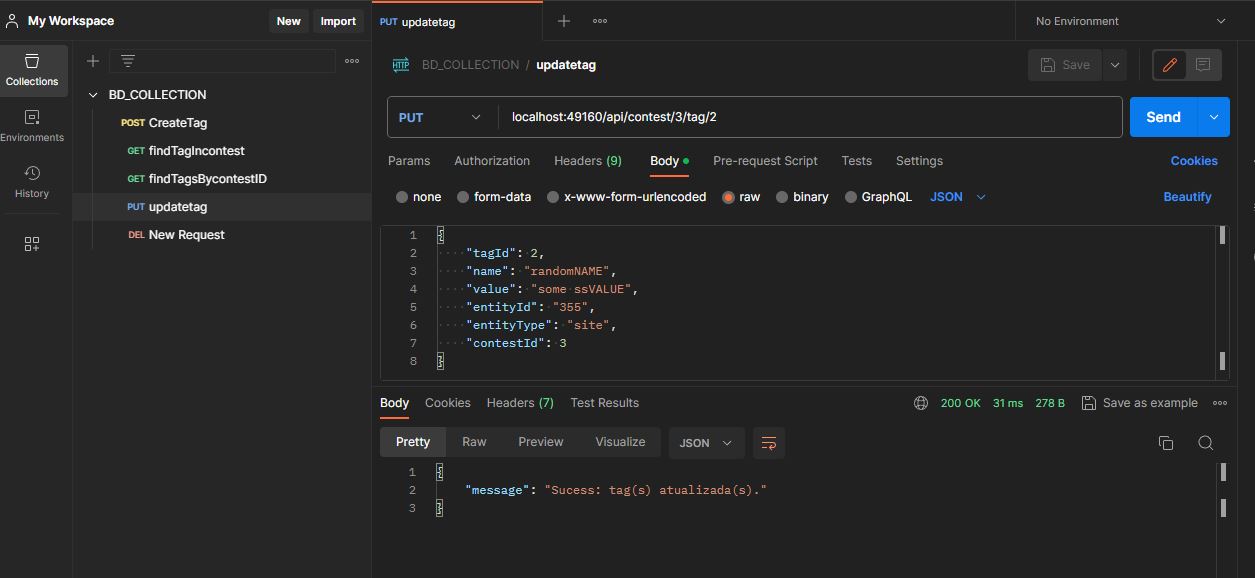 My Workspace
New
Import
PUT updatetag
No Environment
Collections
Environments
History
BD_COLLECTION
POST CreateTag
GET findTagIncontest
GET findTagsBycontestID
PUT updatetag
DEL New Request
HTTP BD_COLLECTION / updatetag
Save
PUT localhost:49160/api/contest/3/tag/2
Send
Params Authorization Headers (9) Body Pre-request Script Tests Settings Cookies
none form-data x-www-form-urlencoded raw binary GraphQL JSON Beautify
1 {
2 "tagId": 2,
3 "name": "randomNAME",
4 "value": "some ssVALUE",
5 "entityId": "355",
6 "entityType": "site",
7 "contestId": 3
8 }
Body Cookies Headers (7) Test Results 200 OK 31 ms 278 B Save as example
Pretty Raw Preview Visualize JSON
1 {
2 "message": "Sucess: tag(s) atualizada(s)."
3 }